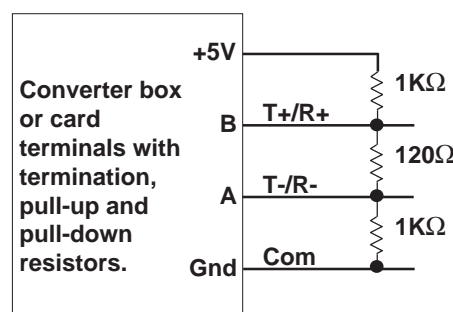 +5V
Converter box
or card
terminals with
termination,
pull-up and
pull-down
resistors.
B
T+/R+
A
T-/R-
Gnd
Com
1KΩ
120Ω
1KΩ